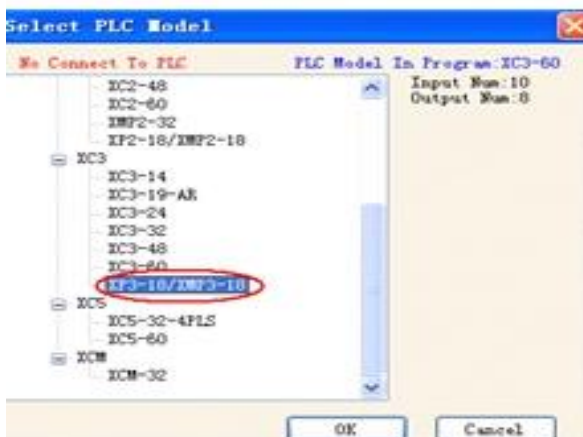 Select PLC Model
No Connect To PLC
PLC Model In Program:XC3-60
Input Num:10
Output Num:8
XC2-48
XC2-60
XMP2-32
XP2-18/XMP2-18
XC3
XC3-14
XC3-19-AR
XC3-24
XC3-32
XC3-48
XC3-60
XP3-18/XMP3-18
XC5
XC5-32-4PLS
XC5-60
XCM
XCM-32
OK
Cancel